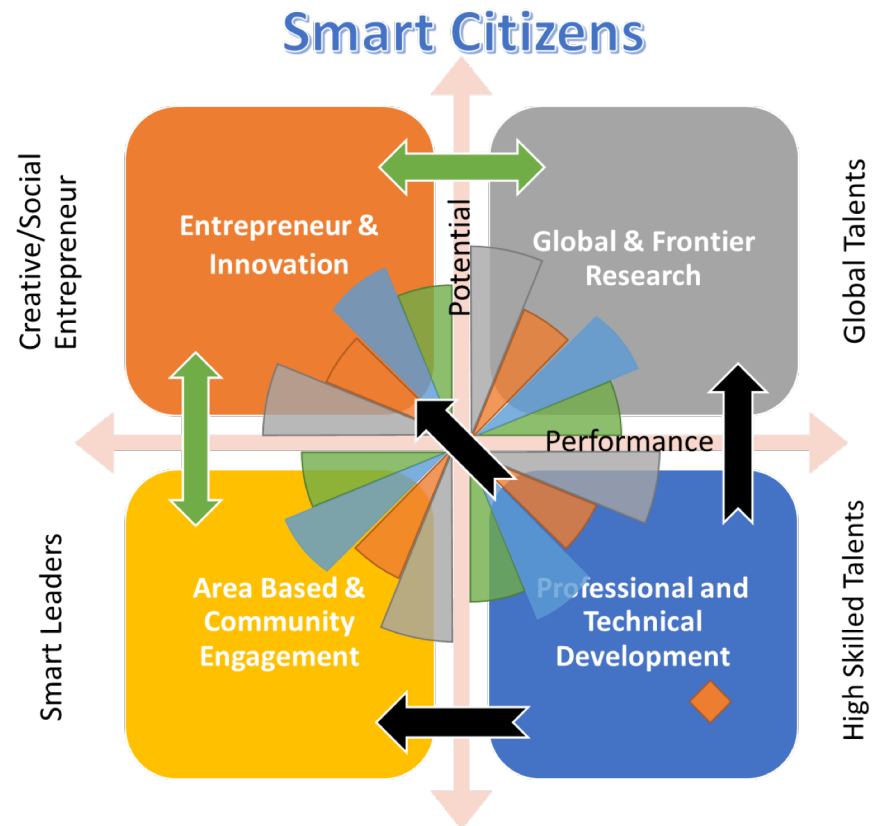 Smart Citizens
Creative/Social
Entrepreneur
Entrepreneur &
Innovation
Potential
Global & Frontier
Research
Global Talents
Performance
Smart Leaders
Area Based &
Community
Engagement
Professional and
Technical
Development
High Skilled Talents